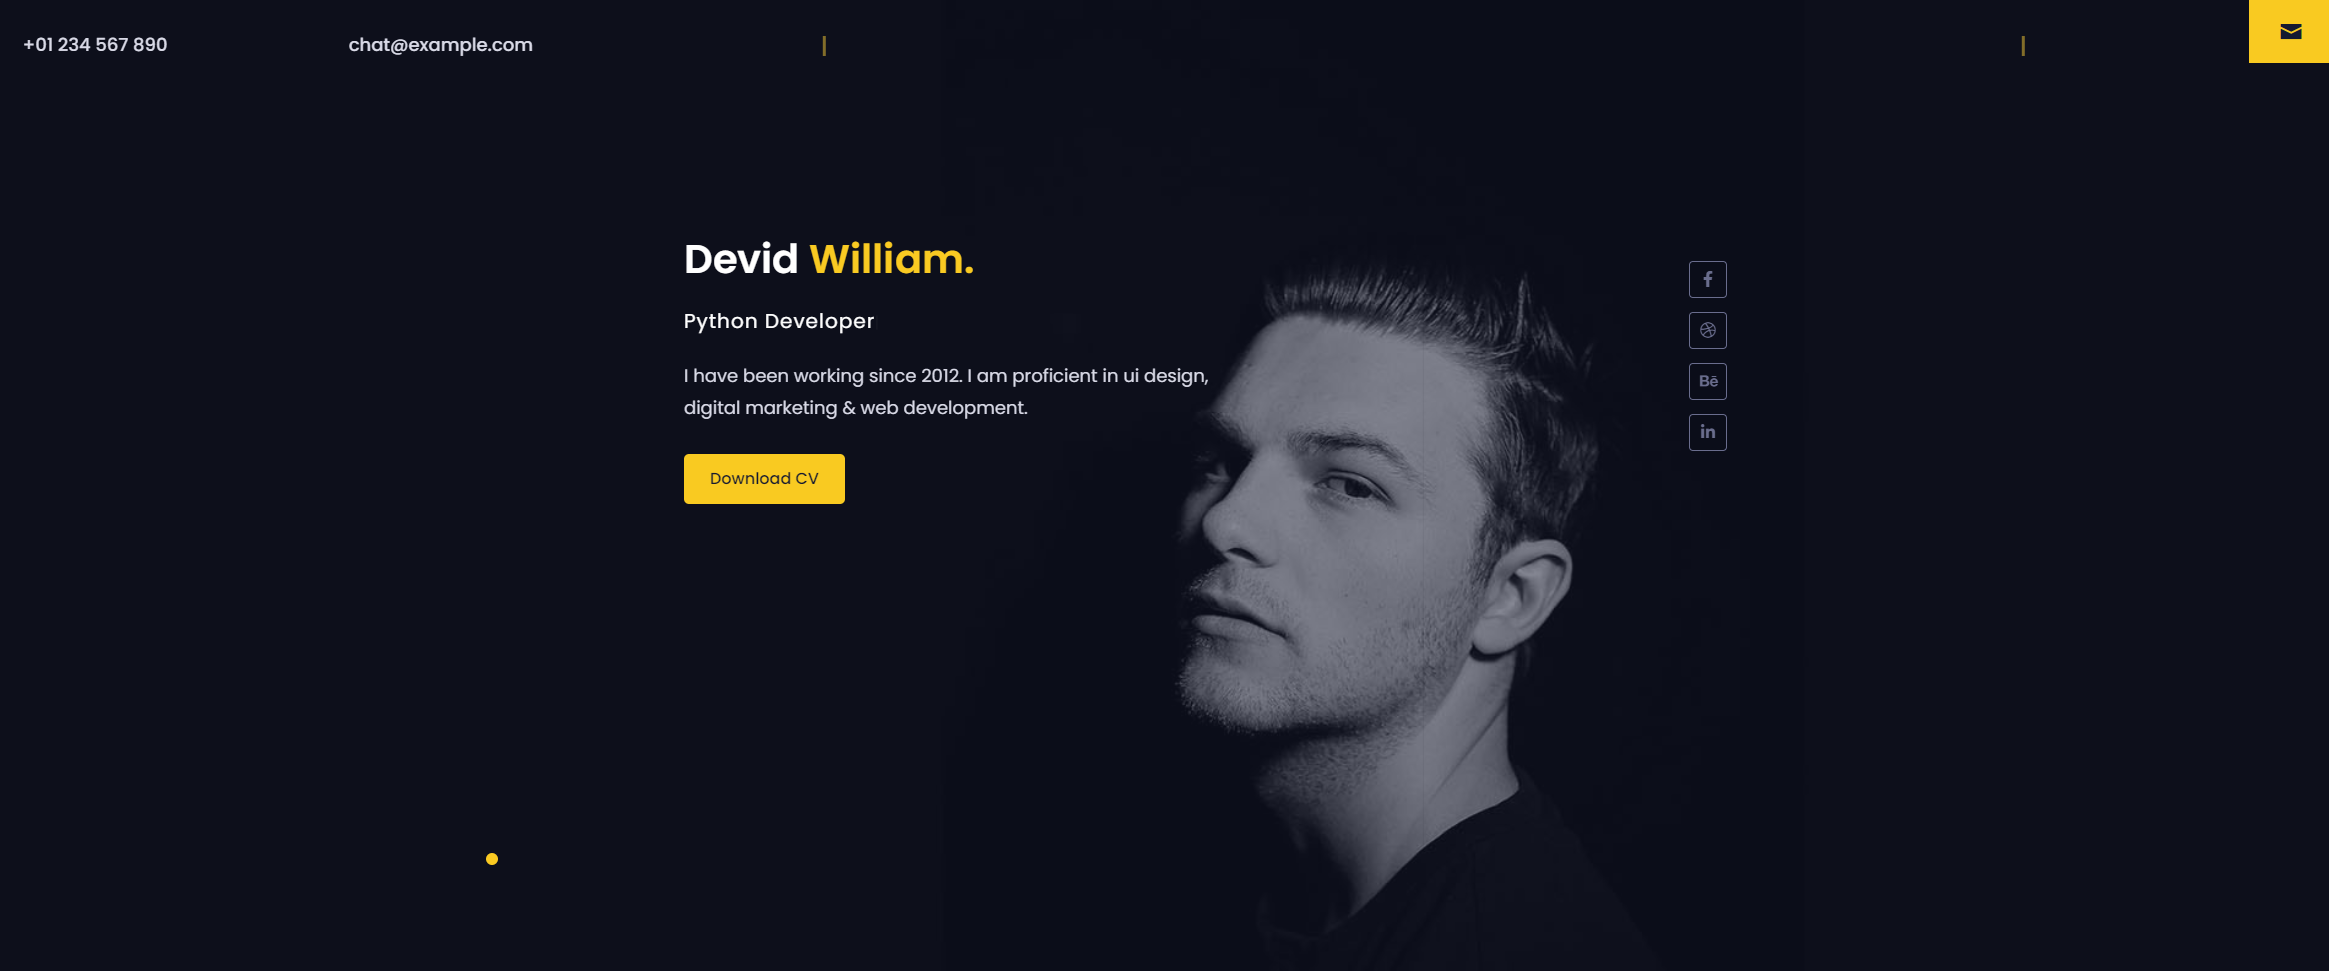 +01 234 567 890
chat@example.com
Devid William.
Python Developer
I have been working since 2012. I am proficient in ui design,
digital marketing & web development.
Download CV
f
Bē
in